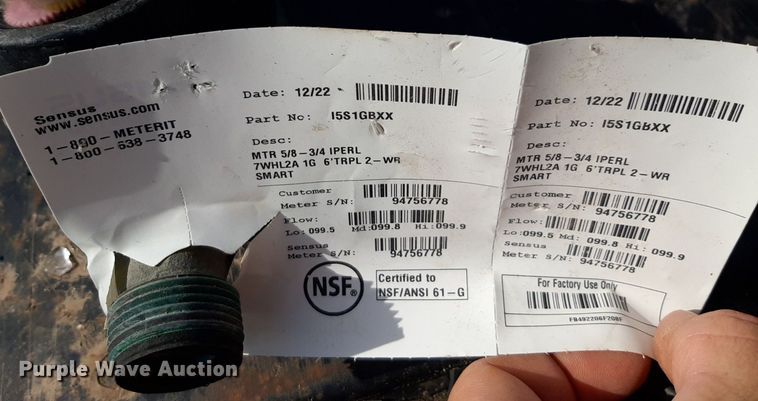 Sensus
www.sensus.com
1-800-METERIT
1-800-638-3748
Date: 12/22
Part No: I5S1GBXX
Desc:
MTR 5/8-3/4 IPERL
7WHL2A 1G 6'TRPL 2-WR
SMART
Customer
Meter S/N: 94756778
Flow:
Lo:099.5 Md:099.8 Hi:099.9
Sensus
Meter S/N: 94756778
NSF
Certified to
NSF/ANSI 61-G
Date: 12/22
Part No: I5S1GBXX
Desc:
MTR 5/8-3/4 IPERL
7WHL2A 1G 6'TRPL 2-WR
SMART
Customer
Meter S/N: 94756778
Flow:
Lo:099.5 Md:099.8 Hi:099.9
Sensus
Meter S/N: 94756778
For Factory Use Only
FB492206F20BF
Purple Wave Auction